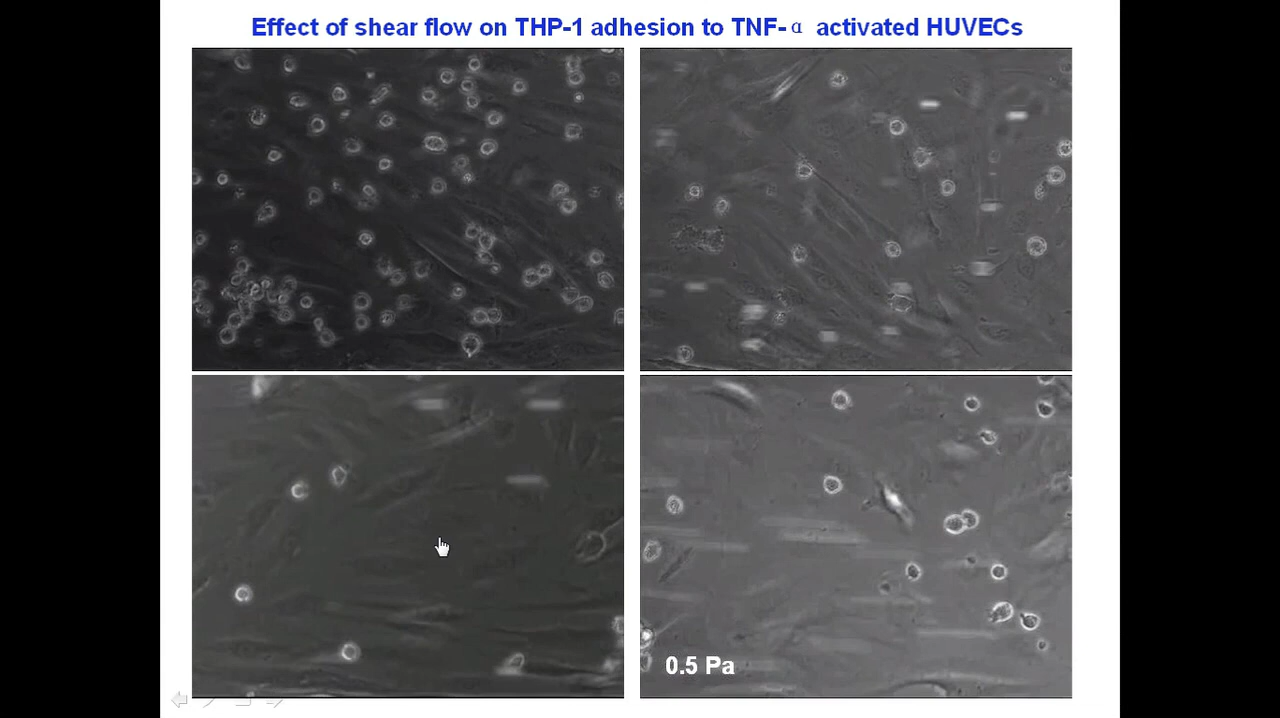 Effect of shear flow on THP-1 adhesion to TNF-α activated HUVECs
0.5 Pa